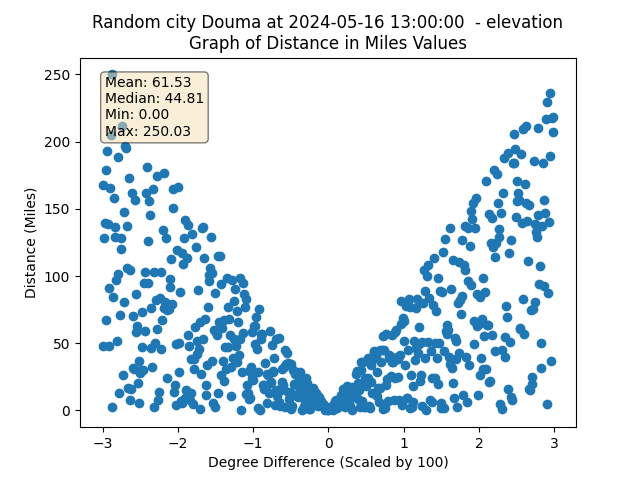 Random city Douma at 2024-05-16 13:00:00  - elevation
Graph of Distance in Miles Values
Mean: 61.53
Median: 44.81
Min: 0.00
Max: 250.03
Distance (Miles)
250
200
150
100
50
0
−3
−2
−1
0
1
2
3
Degree Difference (Scaled by 100)